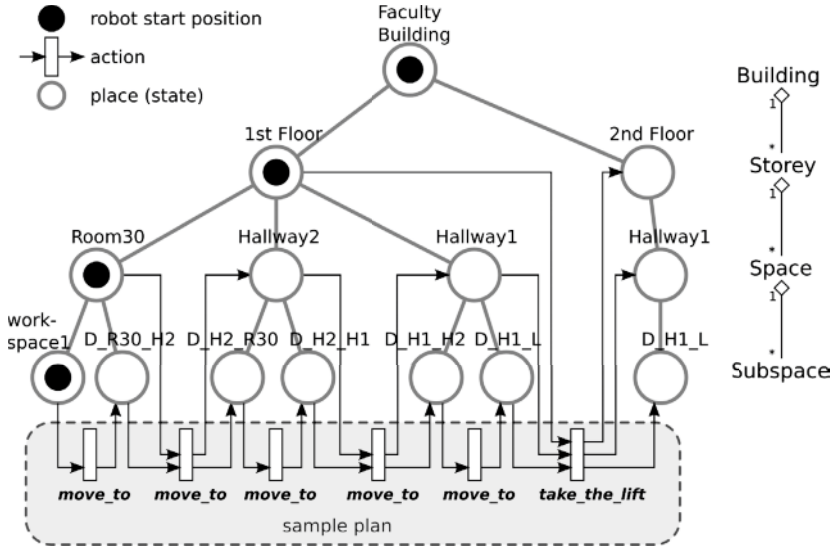 robot start position
action
place (state)
Faculty
Building
1st Floor
2nd Floor
Room30
Hallway2
Hallway1
Hallway1
work-
space1
D_R30_H2
D_H2_R30
D_H2_H1
D_H1_H2
D_H1_L
D_H1_L
move_to
move_to
move_to
move_to
move_to
take_the_lift
sample plan
Building
1
*
Storey
1
*
Space
1
*
Subspace